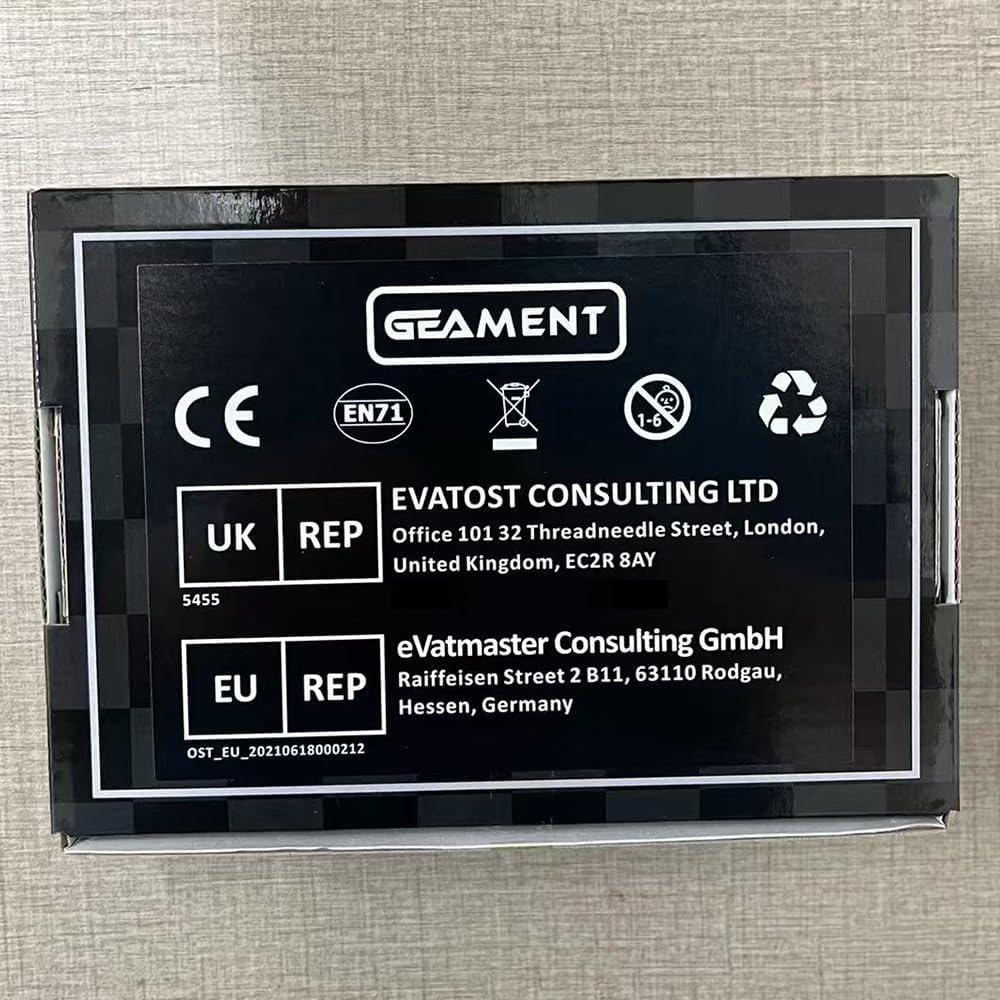 GEAMENT
CE
EN71
1-6
UK REP
EVATOST CONSULTING LTD
Office 101 32 Threadneedle Street, London,
United Kingdom, EC2R 8AY
5455
EU REP
eVatmaster Consulting GmbH
Raiffeisen Street 2 B11, 63110 Rodgau,
Hessen, Germany
OST_EU_20210618000212